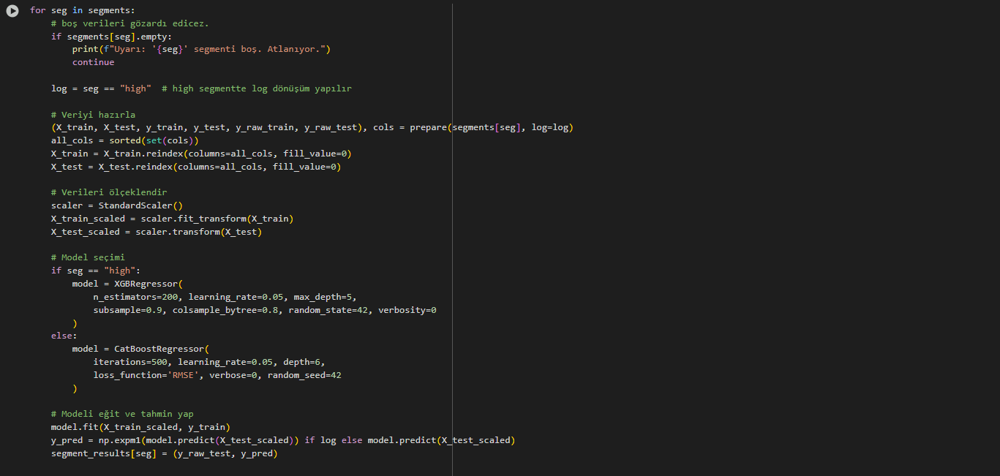 for seg in segments:
    # boş verileri gözardı edicez.
    if segments[seg].empty:
        print(f"Uyarı: '{seg}' segmenti boş. Atlanıyor.")
        continue

    log = seg == "high"  # high segmentte log dönüşüm yapılır

    # Veriyi hazırla
    (X_train, X_test, y_train, y_test, y_raw_train, y_raw_test), cols = prepare(segments[seg], log=log)
    all_cols = sorted(set(cols))
    X_train = X_train.reindex(columns=all_cols, fill_value=0)
    X_test = X_test.reindex(columns=all_cols, fill_value=0)

    # Verileri ölçeklendir
    scaler = StandardScaler()
    X_train_scaled = scaler.fit_transform(X_train)
    X_test_scaled = scaler.transform(X_test)

    # Model seçimi
    if seg == "high":
        model = XGBRegressor(
            n_estimators=200, learning_rate=0.05, max_depth=5,
            subsample=0.9, colsample_bytree=0.8, random_state=42, verbosity=0
        )
    else:
        model = CatBoostRegressor(
            iterations=500, learning_rate=0.05, depth=6,
            loss_function='RMSE', verbose=0, random_seed=42
        )

    # Modeli eğit ve tahmin yap
    model.fit(X_train_scaled, y_train)
    y_pred = np.expm1(model.predict(X_test_scaled)) if log else model.predict(X_test_scaled)
    segment_results[seg] = (y_raw_test, y_pred)